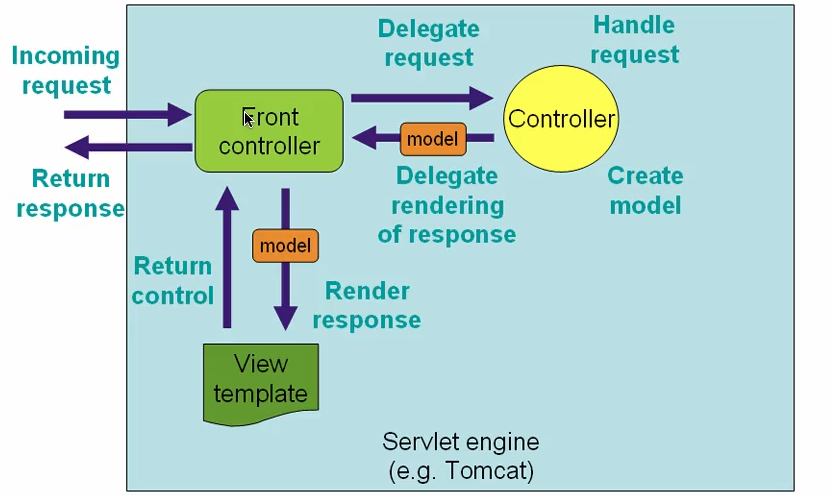 Incoming
request
Return
response
Front
controller
Delegate
request
Handle
request
Controller
model
Delegate
rendering
of response
Create
model
model
Return
control
Render
response
View
template
Servlet engine
(e.g. Tomcat)